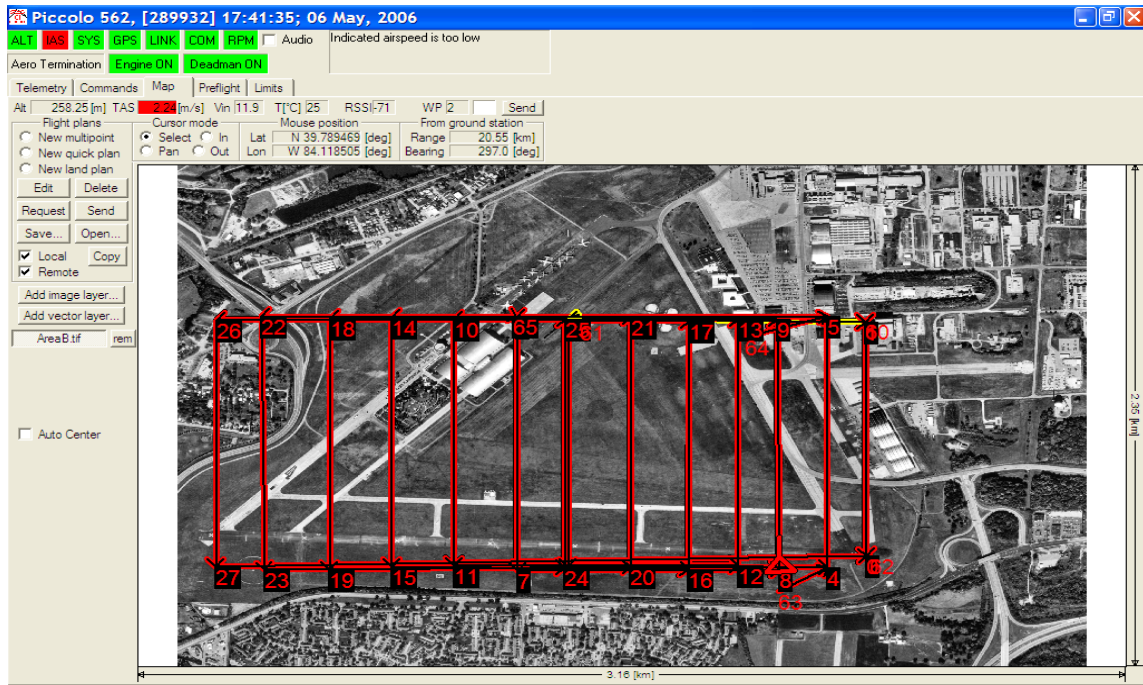 Piccolo 562, [289932] 17:41:35; 06 May, 2006
ALT IAS SYS GPS LINK COM RPM Audio Indicated airspeed is too low
Aero Termination Engine ON Deadman ON
Telemetry Commands Map Preflight Limits
Alt 258.25 [m] TAS 2.24 [m/s] Vin 11.9 T[°C] 25 RSSI -71 WP 2 Send
Flight plans Cursor mode Mouse position From ground station
New multipoint Select In Lat N 39.789469 [deg] Range 20.55 [km]
New quick plan Pan Out Lon W 84.118505 [deg] Bearing 297.0 [deg]
New land plan
Edit Delete
Request Send
Save... Open...
Local Copy
Remote
Add image layer...
Add vector layer...
AreaB.tif rem
Auto Center
26 22 18 14 10 65 21 17 13 9 5
64
27 23 19 15 11 7 24 20 16 12 8 4
63
2.35 [km]
3.16 [km]